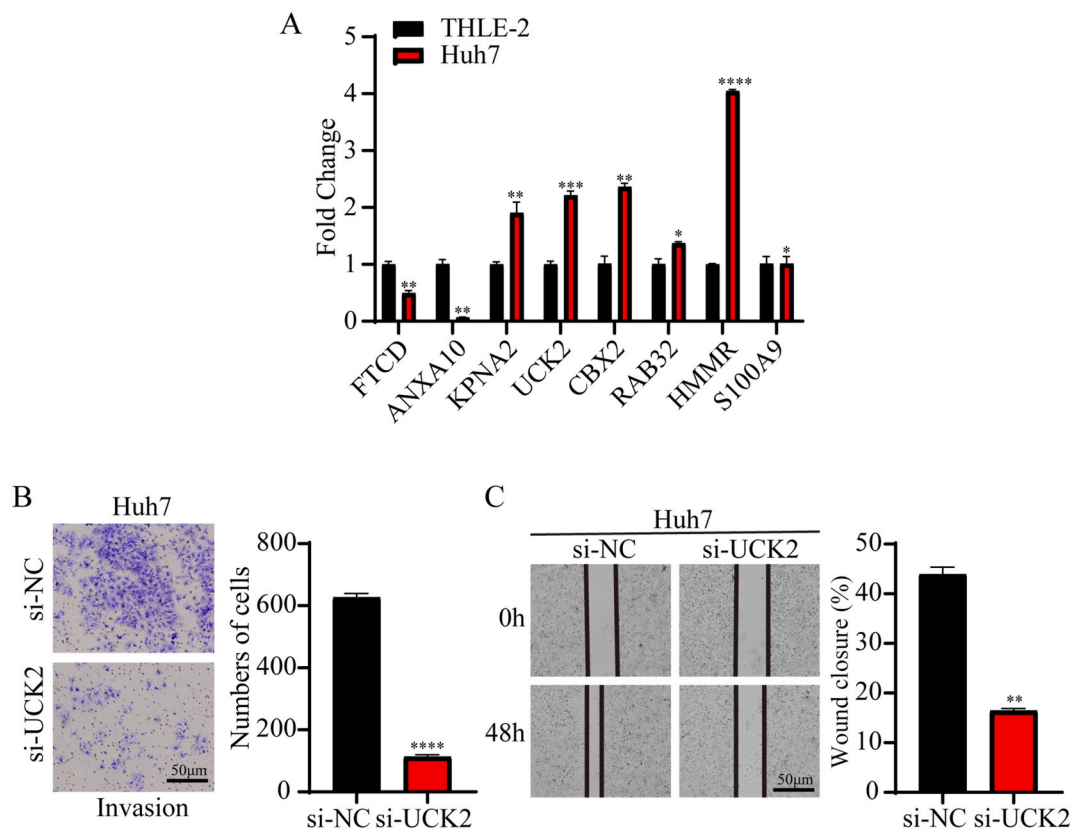 A
THLE-2
Huh7
Fold Change
5
4
3
2
1
0
**
**
**
***
**
*
****
*
FTCD
ANXA10
KPNA2
UCK2
CBX2
RAB32
HMMR
S100A9
B
Huh7
si-NC
si-UCK2
50μm
Invasion
Numbers of cells
800
600
400
200
0
****
si-NC si-UCK2
C
Huh7
si-NC si-UCK2
0h
48h
50μm
Wound closure (%)
50
40
30
20
10
0
**
si-NC si-UCK2